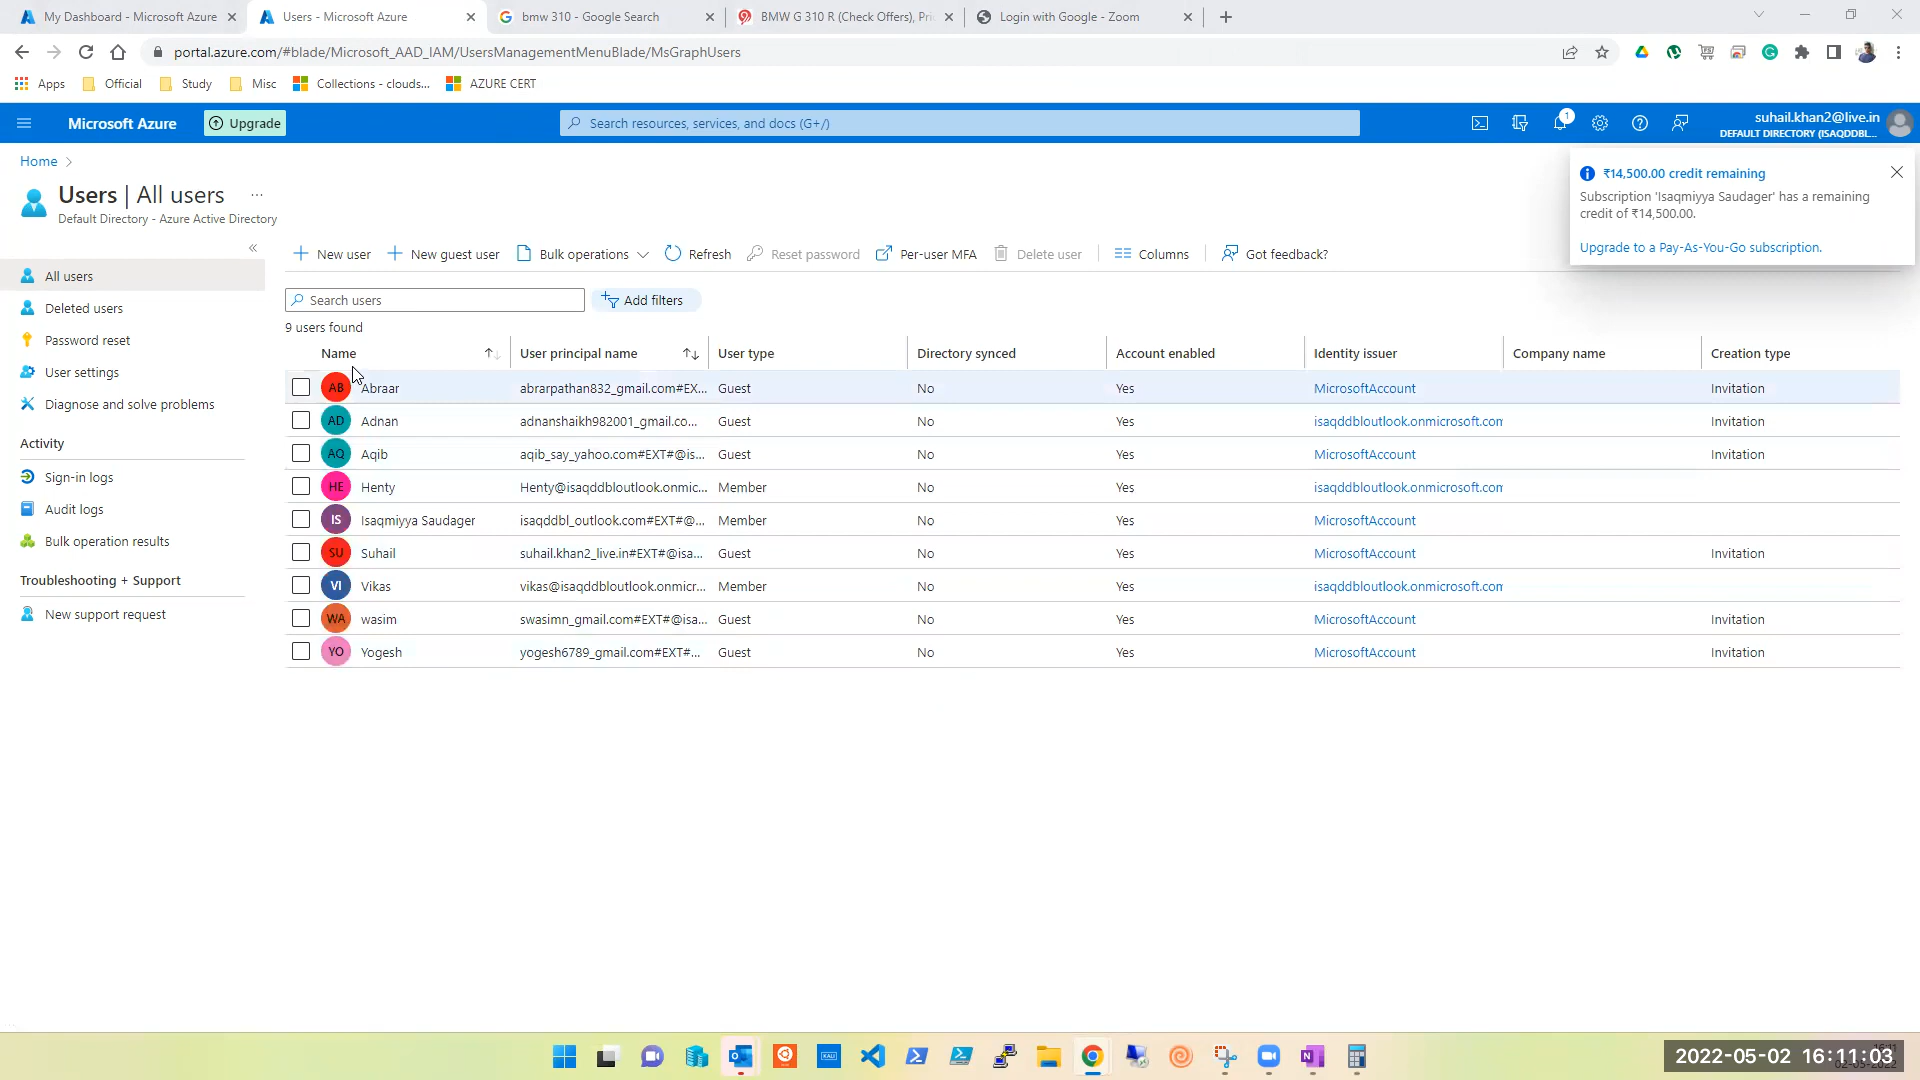 My Dashboard - Microsoft Azure
Users - Microsoft Azure
bmw 310 - Google Search
BMW G 310 R (Check Offers), Pri
Login with Google - Zoom
portal.azure.com/#blade/Microsoft_AAD_IAM/UsersManagementMenuBlade/MsGraphUsers
Apps Official Study Misc Collections - clouds... AZURE CERT
Microsoft Azure Upgrade Search resources, services, and docs (G+/) 1 suhail.khan2@live.in
DEFAULT DIRECTORY (ISAQDDBL...
Home
₹14,500.00 credit remaining
Subscription 'Isaqmiyya Saudager' has a remaining
credit of ₹14,500.00.
Upgrade to a Pay-As-You-Go subscription.
Users | All users ...
Default Directory - Azure Active Directory
New user New guest user Bulk operations Refresh Reset password Per-user MFA Delete user Columns Got feedback?
All users
Deleted users
Password reset
User settings
Diagnose and solve problems
Activity
Sign-in logs
Audit logs
Bulk operation results
Troubleshooting + Support
New support request
Search users Add filters
9 users found
Name User principal name User type Directory synced Account enabled Identity issuer Company name Creation type
AB Abraar abrarpathan832_gmail.com#EX... Guest No Yes MicrosoftAccount Invitation
AD Adnan adnanshaikh982001_gmail.co... Guest No Yes isaqddbloutlook.onmicrosoft.com Invitation
AQ Aqib aqib_say_yahoo.com#EXT#@is... Guest No Yes MicrosoftAccount Invitation
HE Henty Henty@isaqddbloutlook.onmic... Member No Yes isaqddbloutlook.onmicrosoft.com
IS Isaqmiyya Saudager isaqddbl_outlook.com#EXT#@... Member No Yes MicrosoftAccount
SU Suhail suhail.khan2_live.in#EXT#@isa... Guest No Yes MicrosoftAccount Invitation
VI Vikas vikas@isaqddbloutlook.onmicr... Member No Yes isaqddbloutlook.onmicrosoft.com
WA wasim swasimn_gmail.com#EXT#@isa... Guest No Yes MicrosoftAccount Invitation
YO Yogesh yogesh6789_gmail.com#EXT#... Guest No Yes MicrosoftAccount Invitation
2022-05-02 16:11:03